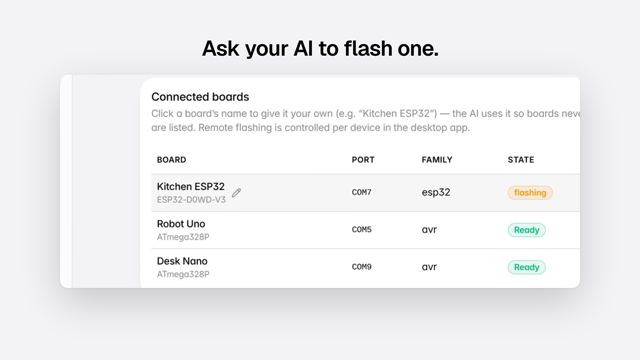 Ask your AI to flash one.
Connected boards
Click a board's name to give it your own (e.g. “Kitchen ESP32”) — the AI uses it so boards neve
are listed. Remote flashing is controlled per device in the desktop app.
BOARD PORT FAMILY STATE
Kitchen ESP32
ESP32-D0WD-V3 COM7 esp32 flashing
Robot Uno
ATmega328P COM5 avr Ready
Desk Nano
ATmega328P COM9 avr Ready